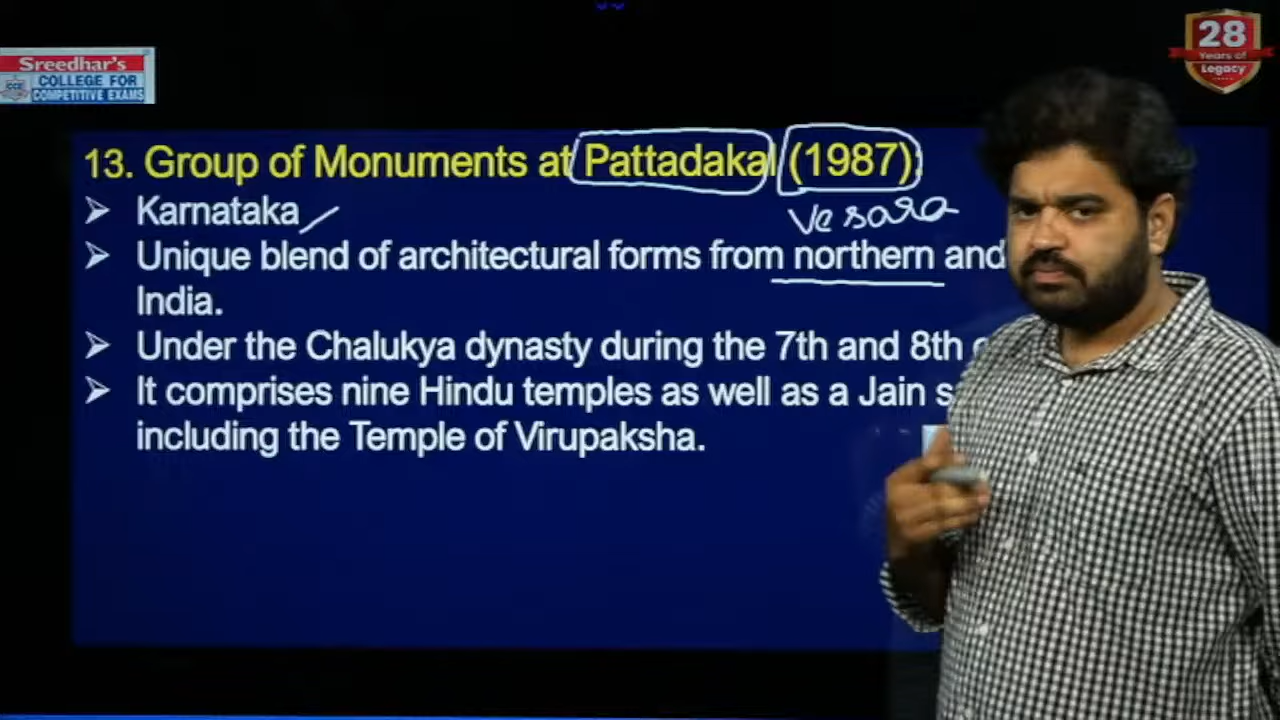 Sreedhar's
COLLEGE FOR
COMPETITIVE EXAMS
28
Years of
Legacy
13. Group of Monuments at Pattadakal (1987)
➢ Karnataka
Vesara
➢ Unique blend of architectural forms from northern and
India.
➢ Under the Chalukya dynasty during the 7th and 8th
➢ It comprises nine Hindu temples as well as a Jain
including the Temple of Virupaksha.